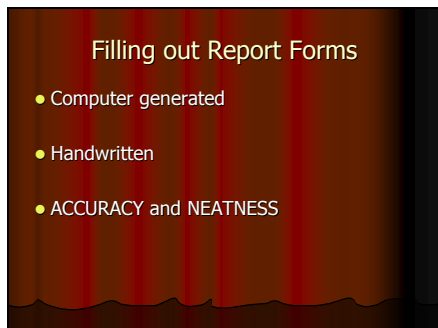 Filling out Report Forms
● Computer generated
● Handwritten
● ACCURACY and NEATNESS